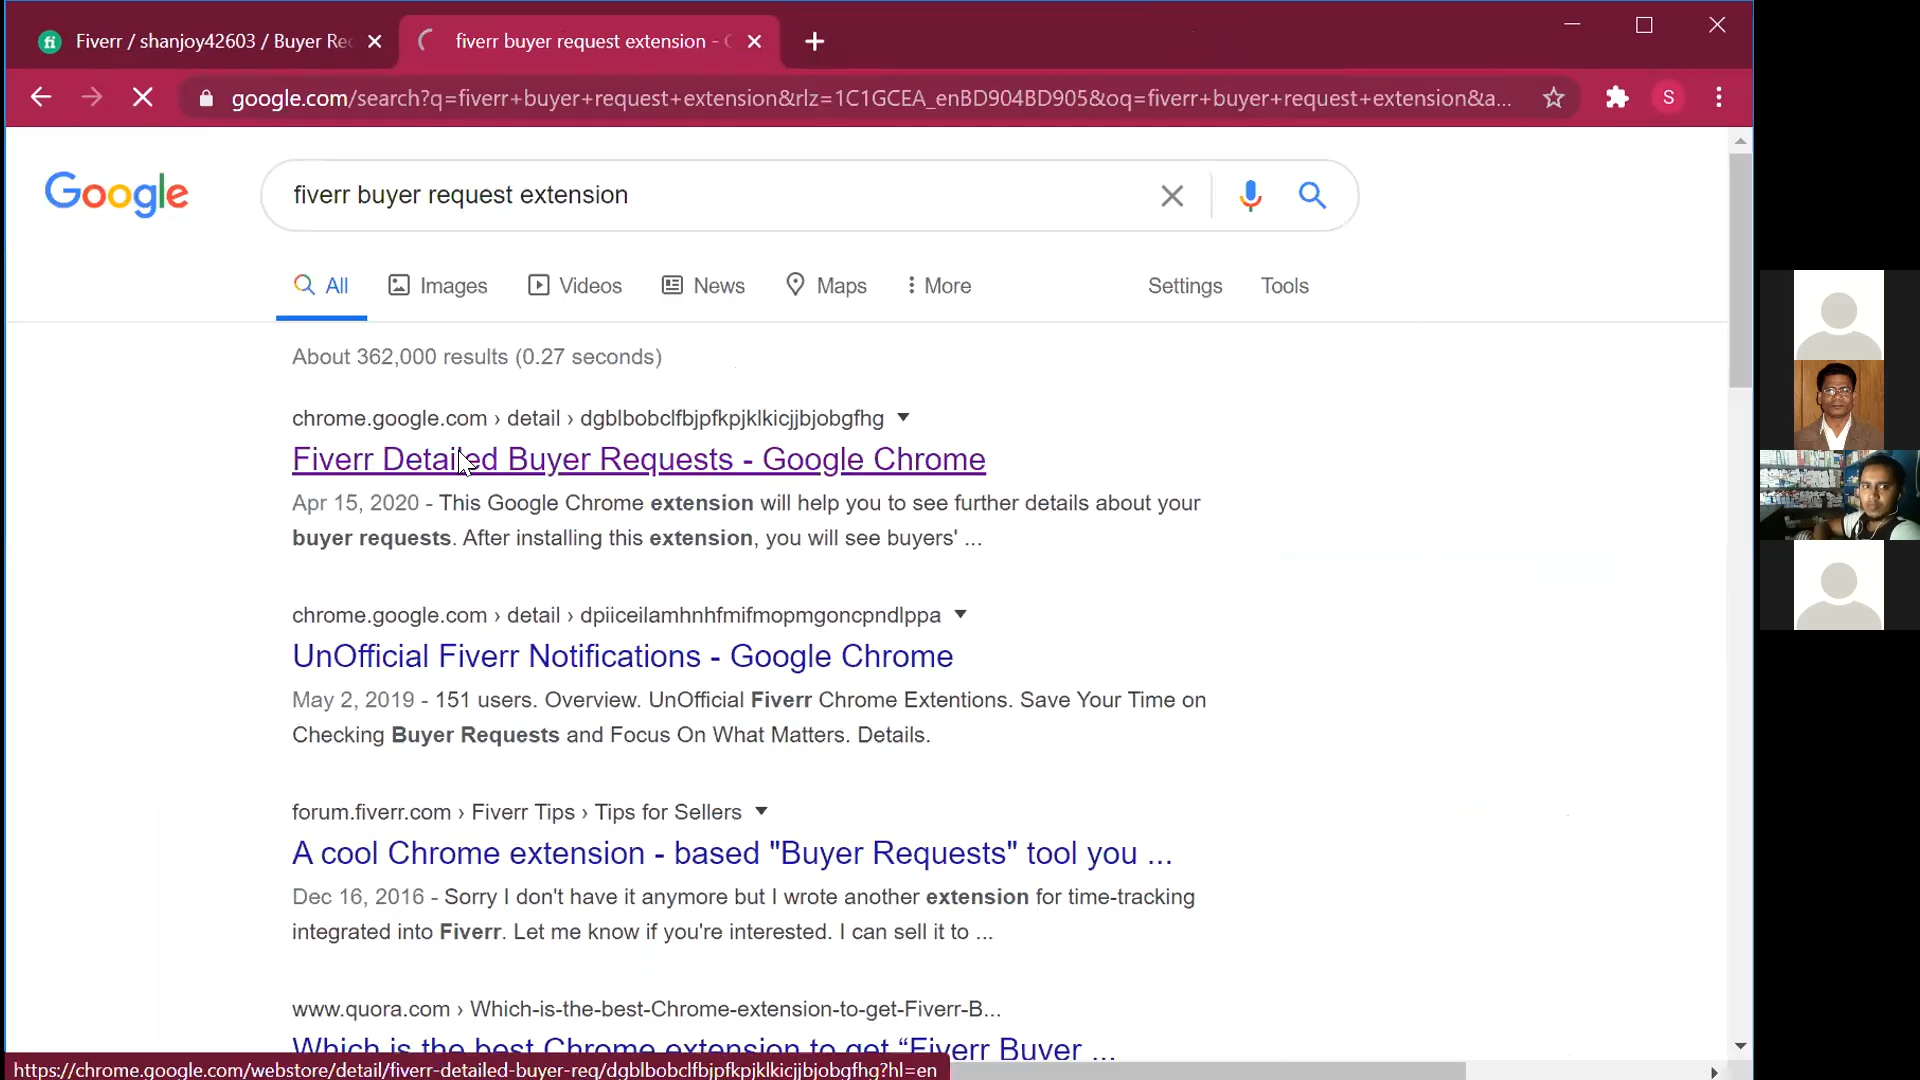 Fiverr / shanjoy42603 / Buyer Rec
fiverr buyer request extension -
google.com/search?q=fiverr+buyer+request+extension&rlz=1C1GCEA_enBD904BD905&oq=fiverr+buyer+request+extension&a...
S
Google
fiverr buyer request extension
All
Images
Videos
News
Maps
More
Settings
Tools
About 362,000 results (0.27 seconds)
chrome.google.com › detail › dgblbobclfbjpfkpjklkicjjbjobgfhg
Fiverr Detailed Buyer Requests - Google Chrome
Apr 15, 2020 - This Google Chrome extension will help you to see further details about your
buyer requests. After installing this extension, you will see buyers' ...
chrome.google.com › detail › dpiiceilamhnhfmifmopmgoncpndlppa
UnOfficial Fiverr Notifications - Google Chrome
May 2, 2019 - 151 users. Overview. UnOfficial Fiverr Chrome Extentions. Save Your Time on
Checking Buyer Requests and Focus On What Matters. Details.
forum.fiverr.com › Fiverr Tips › Tips for Sellers
A cool Chrome extension - based "Buyer Requests" tool you ...
Dec 16, 2016 - Sorry I don't have it anymore but I wrote another extension for time-tracking
integrated into Fiverr. Let me know if you're interested. I can sell it to ...
www.quora.com › Which-is-the-best-Chrome-extension-to-get-Fiverr-B...
Which is the best Chrome extension to get “Fiverr Buyer ...
https://chrome.google.com/webstore/detail/fiverr-detailed-buyer-req/dgblbobclfbjpfkpjklkicjjbjobgfhg?hl=en